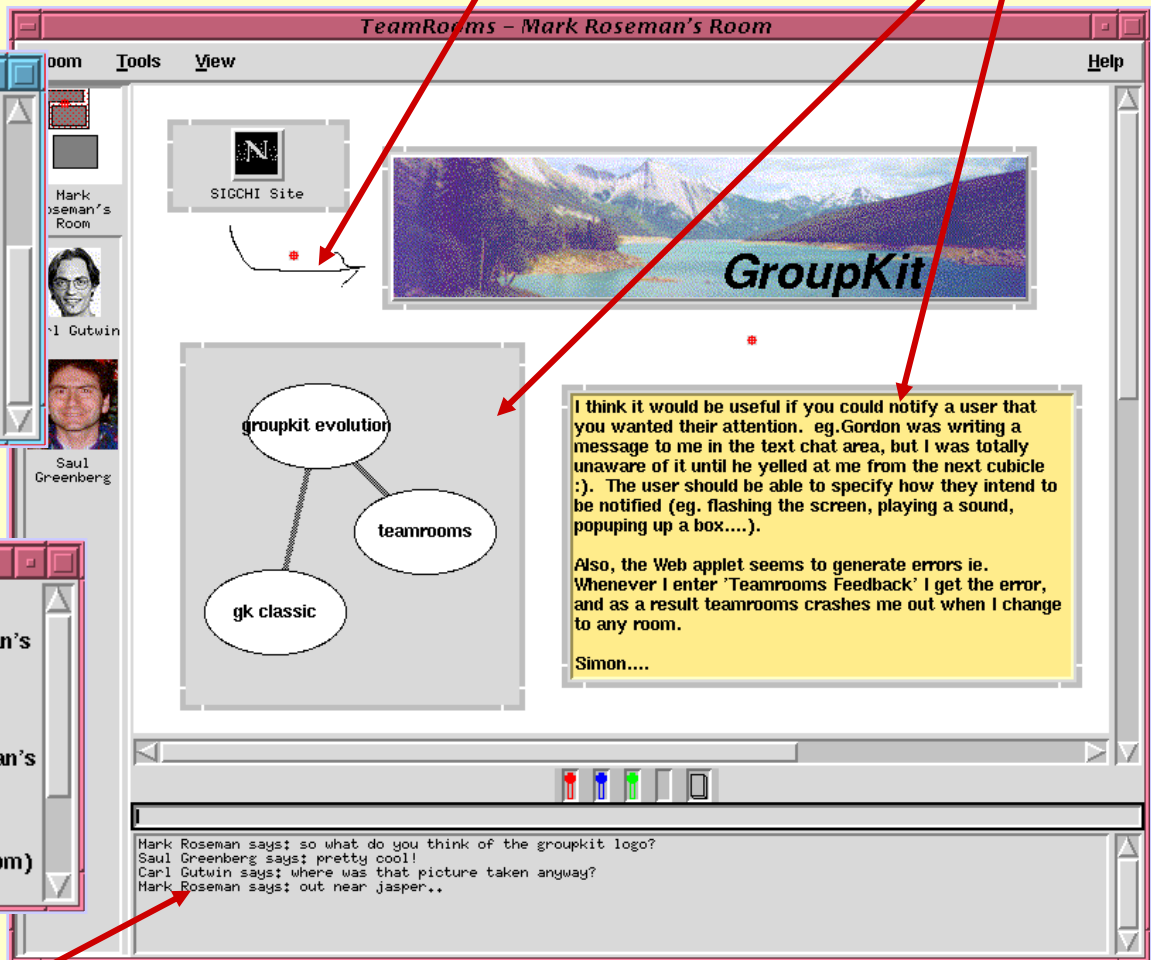 TeamRooms – Mark Roseman's Room
oom Tools View Help
Mark
oseman's
Room
rl Gutwin
Saul
Greenberg
N
SIGCHI Site
GroupKit
groupkit evolution
teamrooms
gk classic
I think it would be useful if you could notify a user that
you wanted their attention. eg.Gordon was writing a
message to me in the text chat area, but I was totally
unaware of it until he yelled at me from the next cubicle
:). The user should be able to specify how they intend to
be notified (eg. flashing the screen, playing a sound,
popuping up a box....).
Also, the Web applet seems to generate errors ie.
Whenever I enter 'Teamrooms Feedback' I get the error,
and as a result teamrooms crashes me out when I change
to any room.
Simon....
n's
an's
om)
Mark Roseman says: so what do you think of the groupkit logo?
Saul Greenberg says: pretty cool!
Carl Gutwin says: where was that picture taken anyway?
Mark Roseman says: out near jasper..